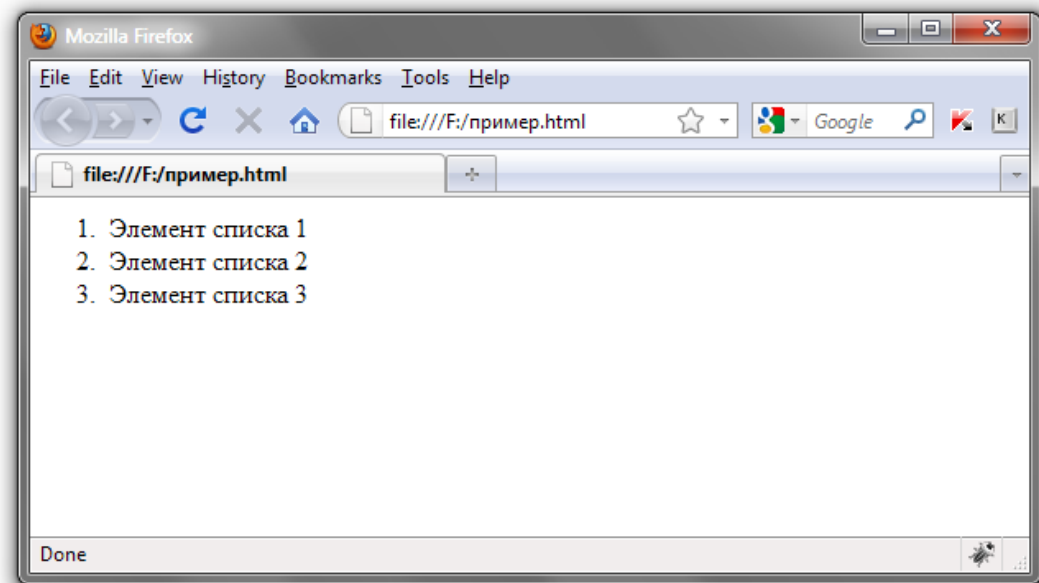 Mozilla Firefox
File Edit View History Bookmarks Tools Help
file:///F:/пример.html Google K
file:///F:/пример.html
1. Элемент списка 1
2. Элемент списка 2
3. Элемент списка 3
Done